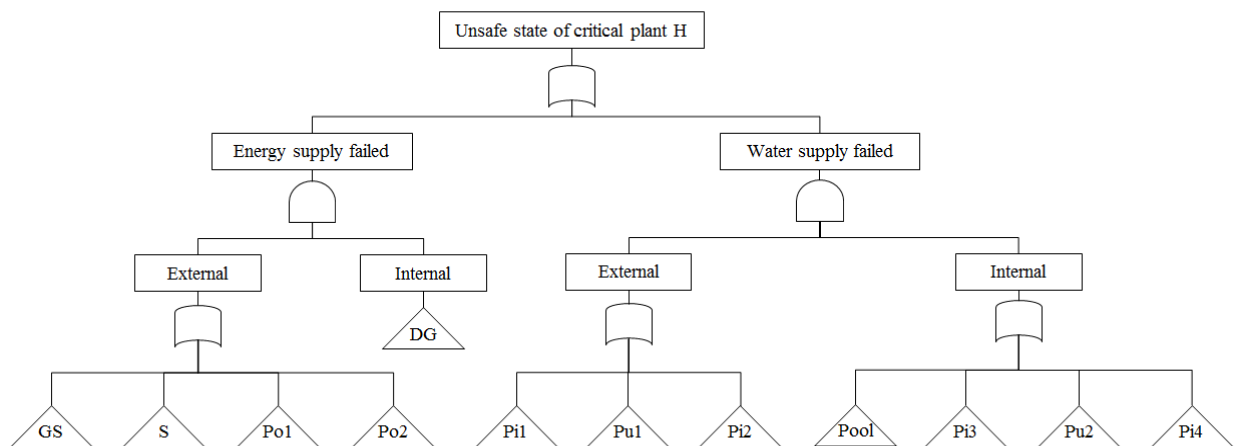 Unsafe state of critical plant H
Energy supply failed
Water supply failed
External
Internal
External
Internal
DG
GS
S
Po1
Po2
Pi1
Pu1
Pi2
Pool
Pi3
Pu2
Pi4